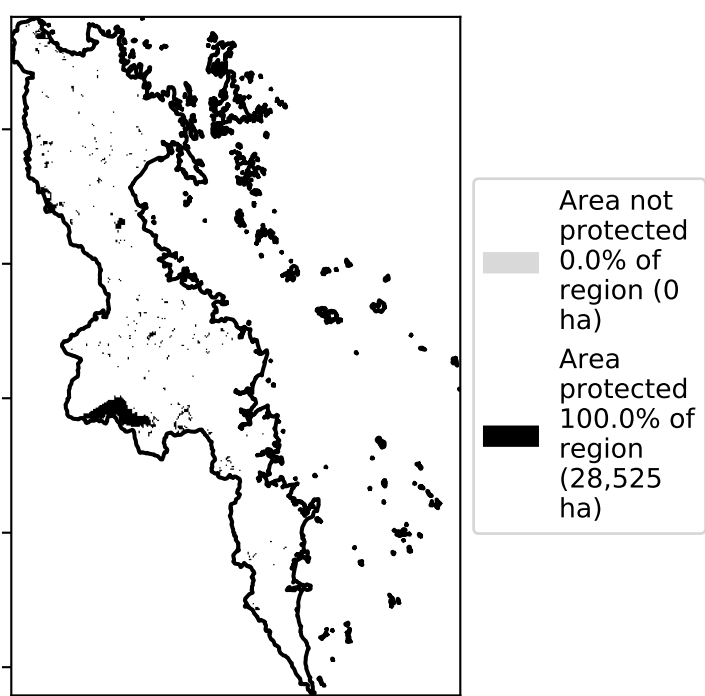 Area not
protected
0.0% of
region (0
ha)
Area
protected
100.0% of
region
(28,525
ha)